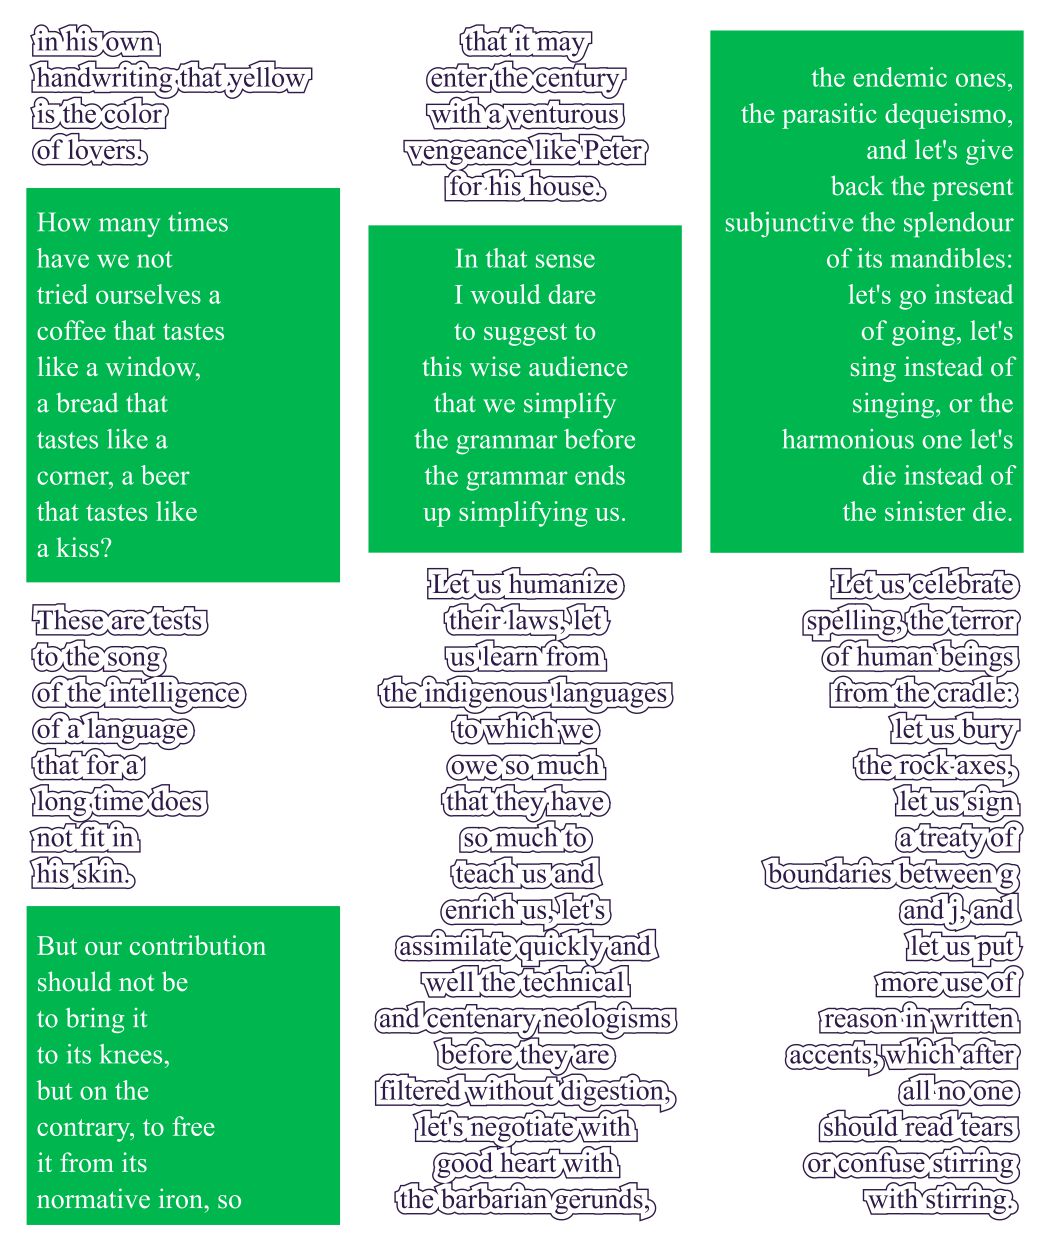 in his own
handwriting that yellow
is the color
of lovers.
How many times
have we not
tried ourselves a
coffee that tastes
like a window,
a bread that
tastes like a
corner, a beer
that tastes like
a kiss?
These are tests
to the song
of the intelligence
of a language
that for a
long time does
not fit in
his skin.
But our contribution
should not be
to bring it
to its knees,
but on the
contrary, to free
it from its
normative iron, so
that it may
enter the century
with a venturous
vengeance like Peter
for his house.
In that sense
I would dare
to suggest to
this wise audience
that we simplify
the grammar before
the grammar ends
up simplifying us.
Let us humanize
their laws, let
us learn from
the indigenous languages
to which we
owe so much
that they have
so much to
teach us and
enrich us, let's
assimilate quickly and
well the technical
and centenary neologisms
before they are
filtered without digestion,
let's negotiate with
good heart with
the barbarian gerunds,
the endemic ones,
the parasitic dequeismo,
and let's give
back the present
subjunctive the splendour
of its mandibles:
let's go instead
of going, let's
sing instead of
singing, or the
harmonious one let's
die instead of
the sinister die.
Let us celebrate
spelling, the terror
of human beings
from the cradle:
let us bury
the rock axes,
let us sign
a treaty of
boundaries between g
and j, and
let us put
more use of
reason in written
accents, which after
all no one
should read tears
or confuse stirring
with stirring.